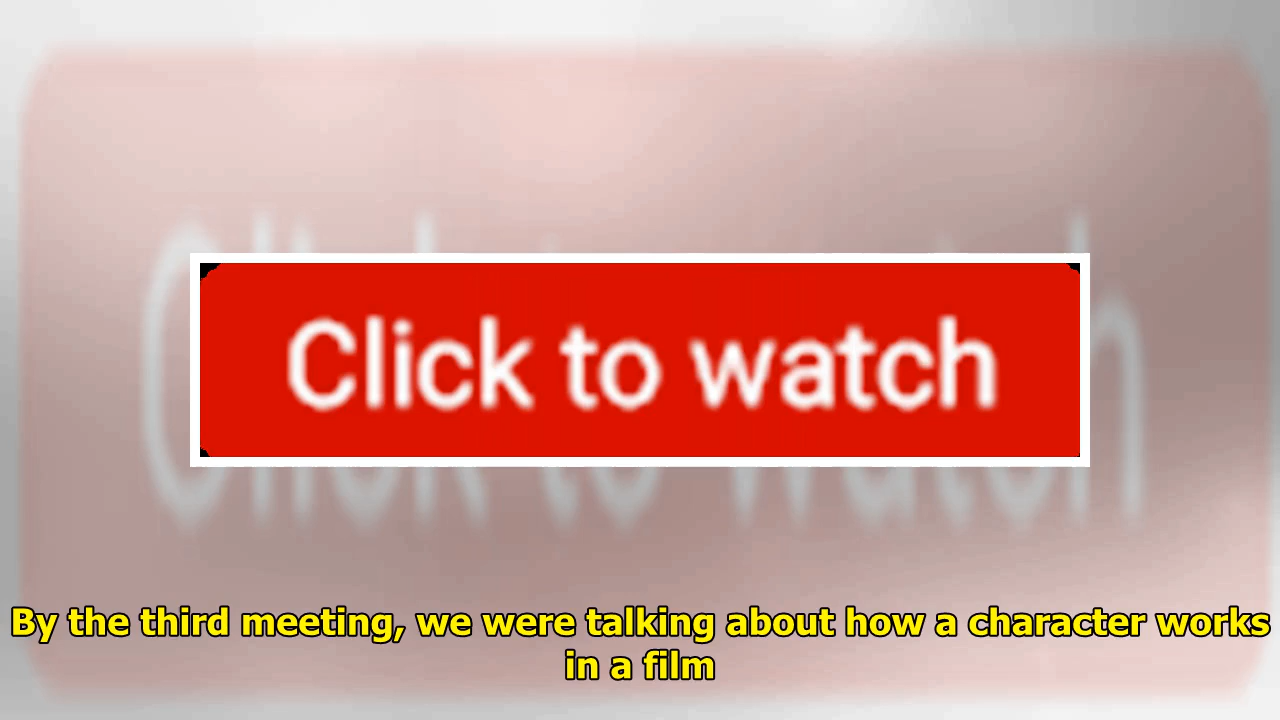 Click to watch
By the third meeting, we were talking about how a character works
in a film